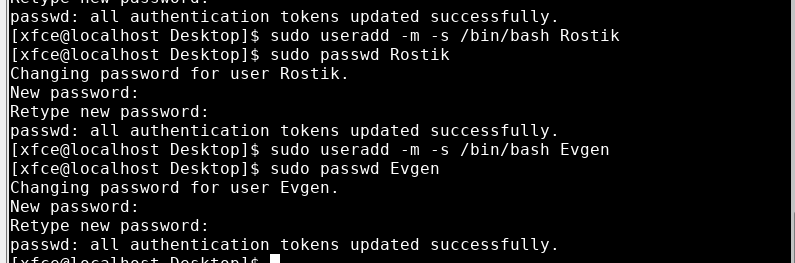 Retype new password:
passwd: all authentication tokens updated successfully.
[xfce@localhost Desktop]$ sudo useradd -m -s /bin/bash Rostik
[xfce@localhost Desktop]$ sudo passwd Rostik
Changing password for user Rostik.
New password:
Retype new password:
passwd: all authentication tokens updated successfully.
[xfce@localhost Desktop]$ sudo useradd -m -s /bin/bash Evgen
[xfce@localhost Desktop]$ sudo passwd Evgen
Changing password for user Evgen.
New password:
Retype new password:
passwd: all authentication tokens updated successfully.
[xfce@localhost Desktop]$